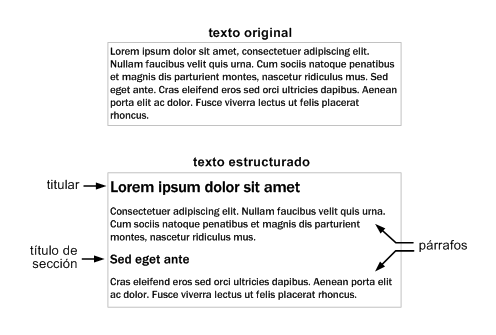 texto original
Lorem ipsum dolor sit amet, consectetuer adipiscing elit.
Nullam faucibus velit quis urna. Cum sociis natoque penatibus
et magnis dis parturient montes, nascetur ridiculus mus. Sed
eget ante. Cras eleifend eros sed orci ultricies dapibus. Aenean
porta elit ac dolor. Fusce viverra lectus ut felis placerat
rhoncus.
texto estructurado
titular
Lorem ipsum dolor sit amet
Consectetuer adipiscing elit. Nullam faucibus velit quis urna.
Cum sociis natoque penatibus et magnis dis parturient
montes, nascetur ridiculus mus.
título de
sección
Sed eget ante
párrafos
Cras eleifend eros sed orci ultricies dapibus. Aenean porta elit
ac dolor. Fusce viverra lectus ut felis placerat rhoncus.